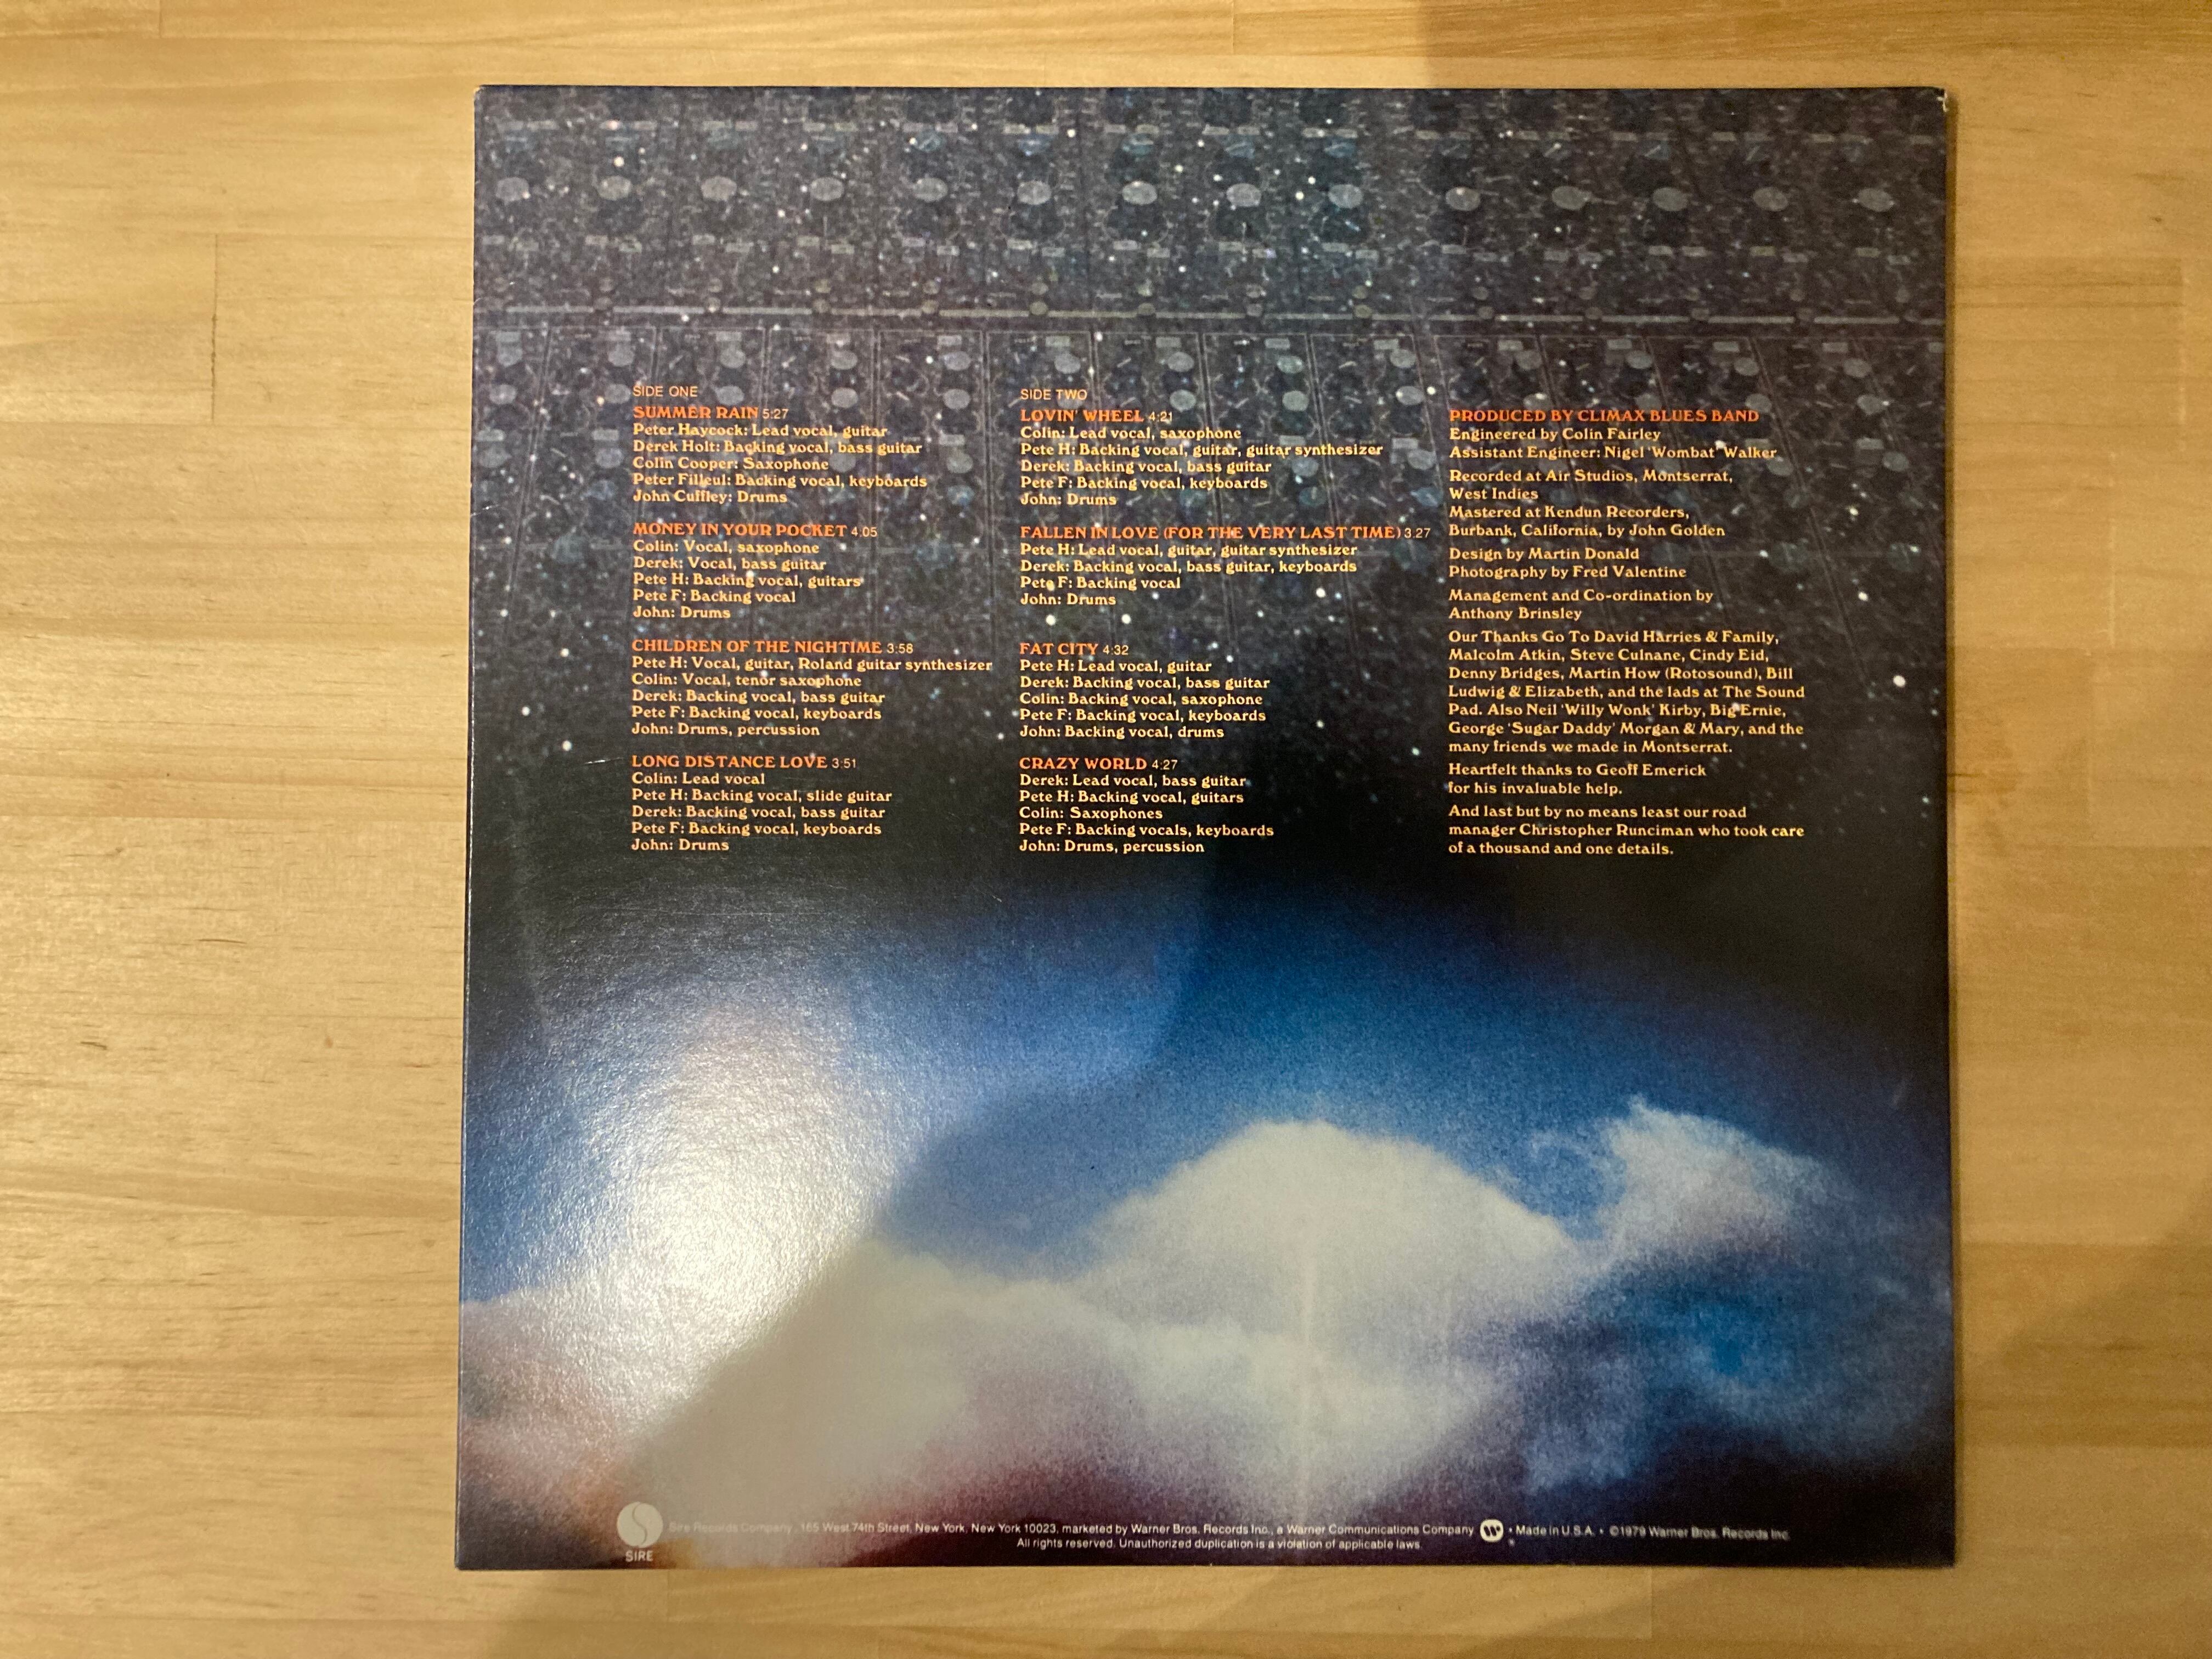 SIDE ONE
SUMMER RAIN 5:27
Peter Haycock: Lead vocal, guitar
Derek Holt: Backing vocal, bass guitar
Colin Cooper: Saxophone
Peter Filleul: Backing vocal, keyboards
John Cuffley: Drums
MONEY IN YOUR POCKET 4:05
Colin: Vocal, saxophone
Derek: Vocal, bass guitar
Pete H: Backing vocal, guitars
Pete F: Backing vocal
John: Drums
CHILDREN OF THE NIGHTIME 3:58
Pete H: Vocal, guitar, Roland guitar synthesizer
Colin: Vocal, tenor saxophone
Derek: Backing vocal, bass guitar
Pete F: Backing vocal, keyboards
John: Drums, percussion
LONG DISTANCE LOVE 3:51
Colin: Lead vocal
Pete H: Backing vocal, slide guitar
Derek: Backing vocal, bass guitar
Pete F: Backing vocal, keyboards
John: Drums
SIDE TWO
LOVIN' WHEEL 4:21
Colin: Lead vocal, saxophone
Pete H: Backing vocal, guitar, guitar synthesizer
Derek: Backing vocal, bass guitar
Pete F: Backing vocal, keyboards
John: Drums
FALLEN IN LOVE (FOR THE VERY LAST TIME) 3:27
Pete H: Lead vocal, guitar, guitar synthesizer
Derek: Backing vocal, bass guitar, keyboards
Pete F: Backing vocal
John: Drums
FAT CITY 4:32
Pete H: Lead vocal, guitar
Derek: Backing vocal, bass guitar
Colin: Backing vocal, saxophone
Pete F: Backing vocal, keyboards
John: Backing vocal, drums
CRAZY WORLD 4:27
Derek: Lead vocal, bass guitar
Pete H: Backing vocal, guitars
Colin: Saxophones
Pete F: Backing vocals, keyboards
John: Drums, percussion
PRODUCED BY CLIMAX BLUES BAND
Engineered by Colin Fairley
Assistant Engineer: Nigel 'Wombat' Walker
Recorded at Air Studios, Montserrat,
West Indies
Mastered at Kendun Recorders,
Burbank, California, by John Golden
Design by Martin Donald
Photography by Fred Valentine
Management and Co-ordination by
Anthony Brinsley
Our Thanks Go To David Harries & Family,
Malcolm Atkin, Steve Culnane, Cindy Eid,
Denny Bridges, Martin How (Rotosound), Bill
Ludwig & Elizabeth, and the lads at The Sound
Pad. Also Neil 'Willy Wonk' Kirby, Big Ernie,
George 'Sugar Daddy' Morgan & Mary, and the
many friends we made in Montserrat.
Heartfelt thanks to Geoff Emerick
for his invaluable help.
And last but by no means least our road
manager Christopher Runciman who took care
of a thousand and one details.
SIRE
Sire Records Company, 165 West 74th Street, New York, New York 10023, marketed by Warner Bros. Records Inc., a Warner Communications Company W • Made in U.S.A. • ©1979 Warner Bros. Records Inc.
All rights reserved. Unauthorized duplication is a violation of applicable laws.